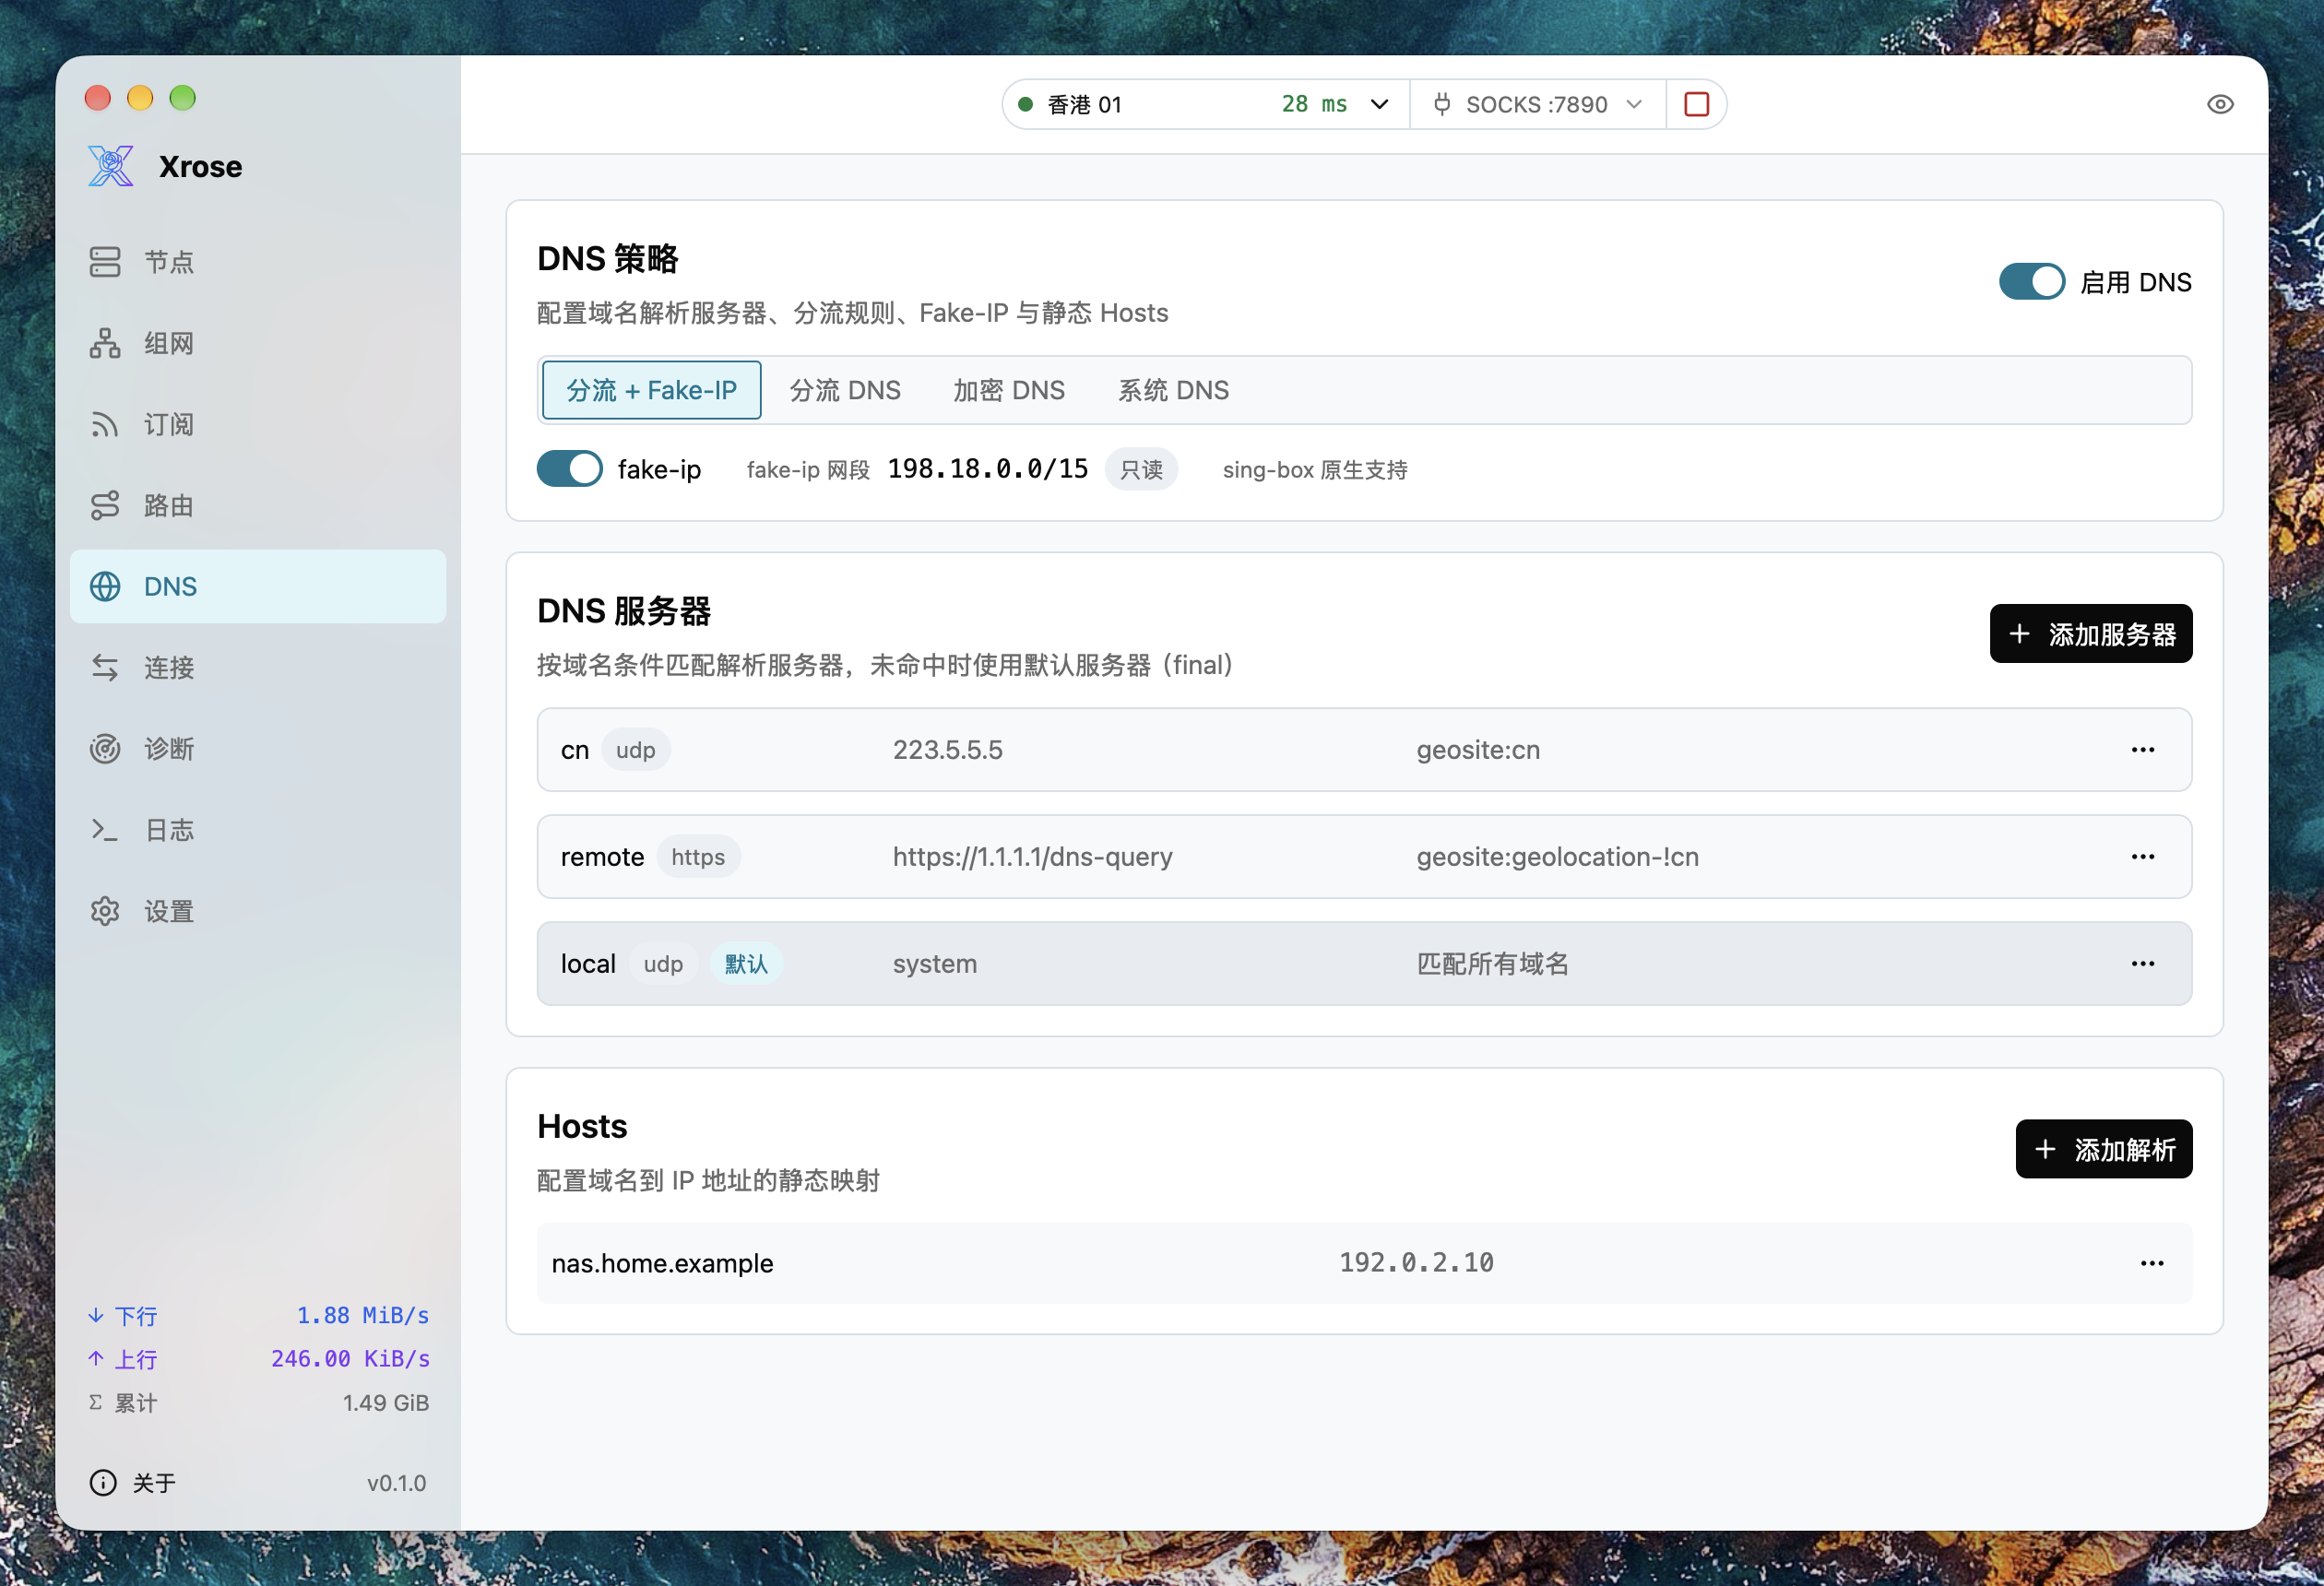 Xrose
节点
组网
订阅
路由
DNS
连接
诊断
日志
设置
下行 1.88 MiB/s
上行 246.00 KiB/s
Σ 累计 1.49 GiB
关于 v0.1.0
香港 01 28 ms SOCKS :7890
DNS 策略
配置域名解析服务器、分流规则、Fake-IP 与静态 Hosts
启用 DNS
分流 + Fake-IP 分流 DNS 加密 DNS 系统 DNS
fake-ip fake-ip 网段 198.18.0.0/15 只读 sing-box 原生支持
DNS 服务器
按域名条件匹配解析服务器，未命中时使用默认服务器（final）
添加服务器
cn udp 223.5.5.5 geosite:cn
remote https https://1.1.1.1/dns-query geosite:geolocation-!cn
local udp 默认 system 匹配所有域名
Hosts
配置域名到 IP 地址的静态映射
添加解析
nas.home.example 192.0.2.10